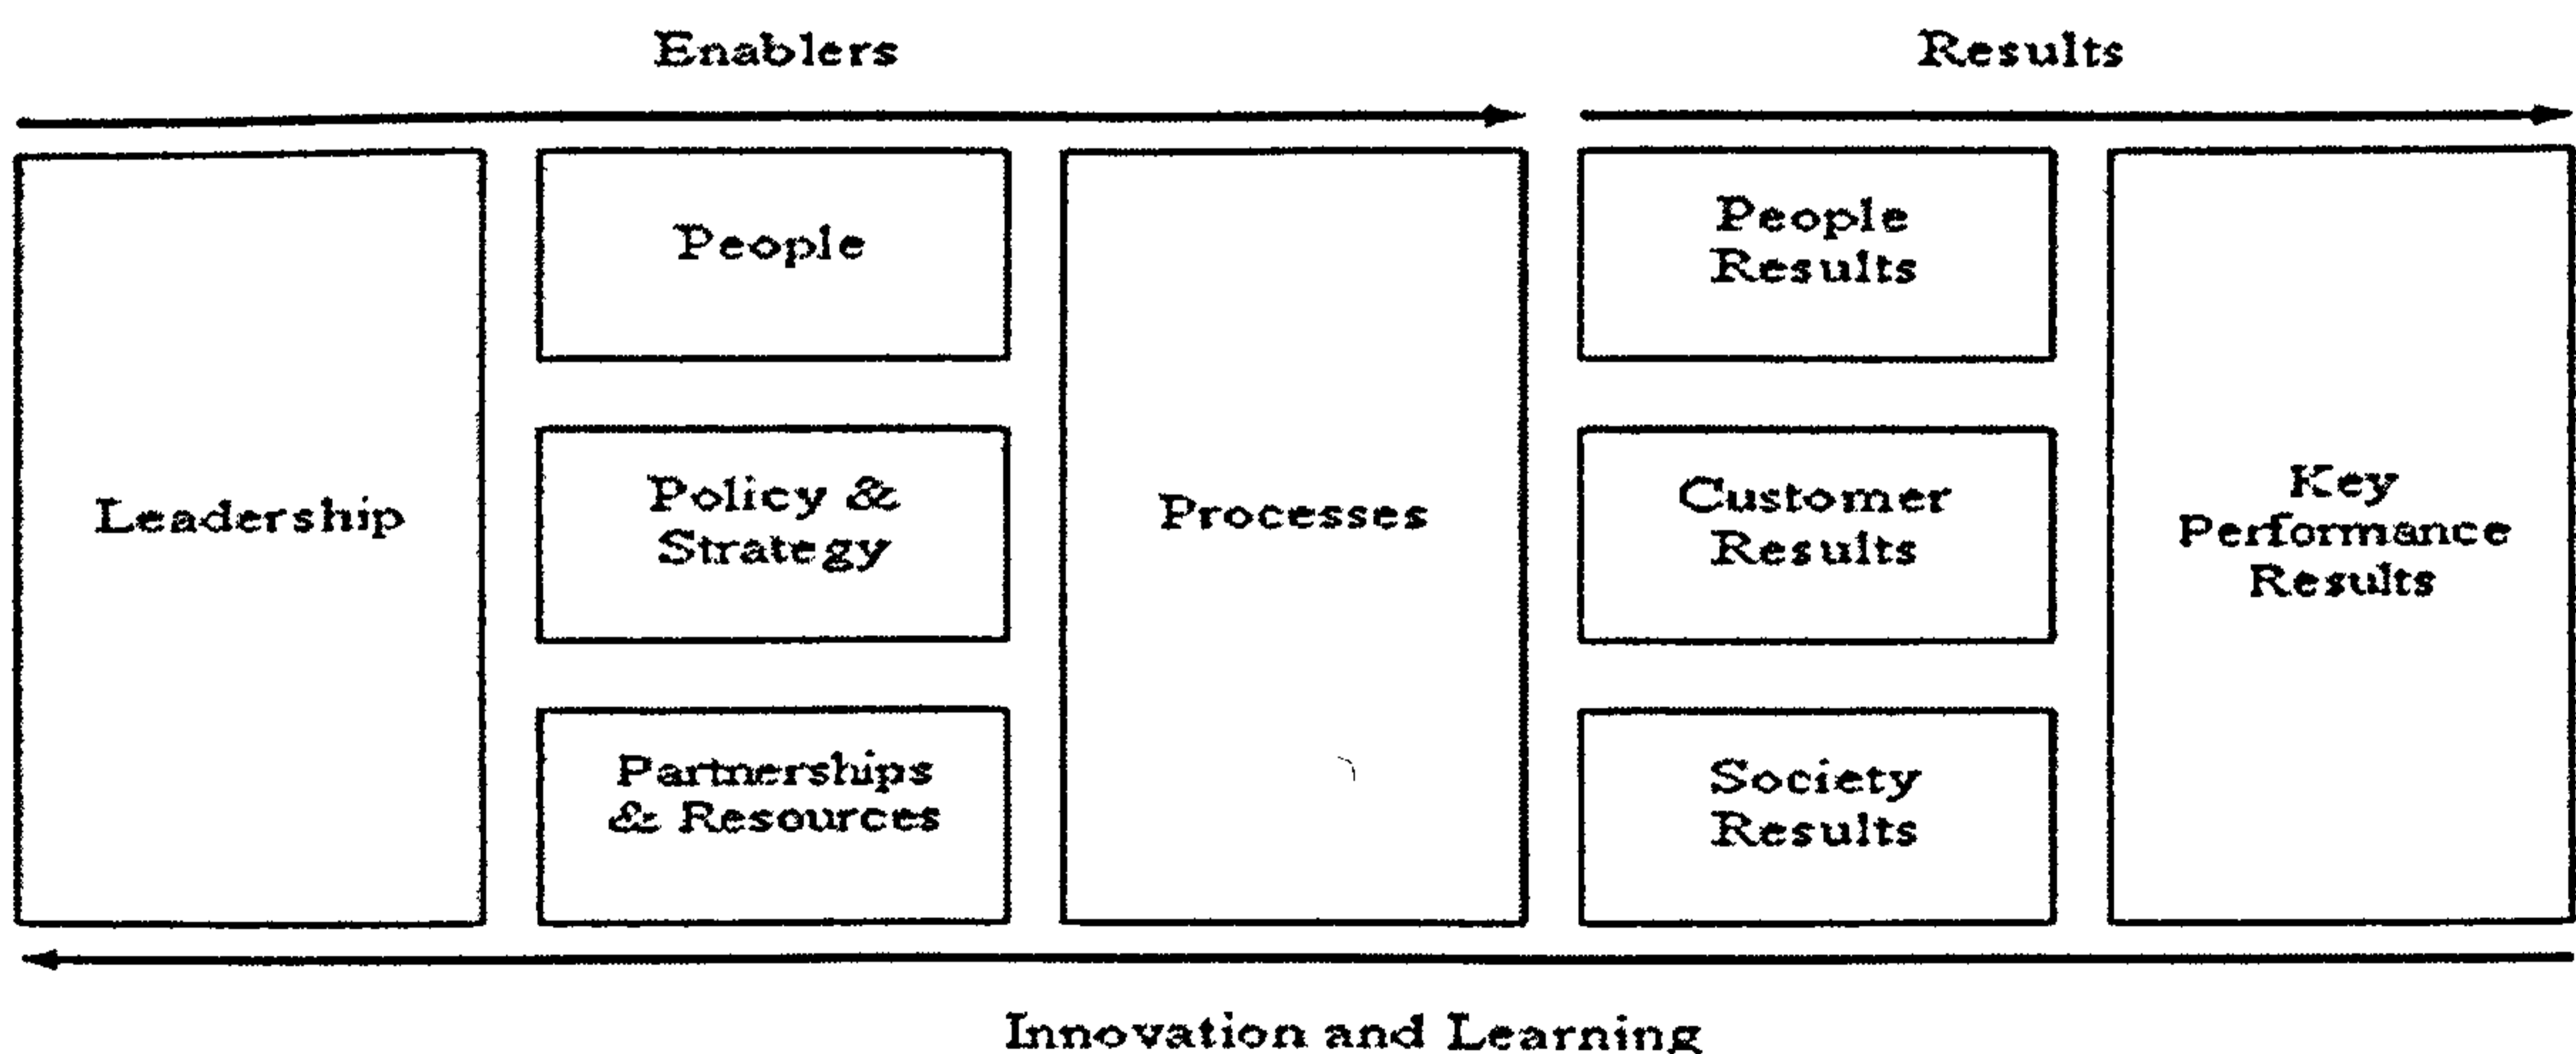 Enablers
Results
Leadership
People
Policy &
Strategy
Partnerships
& Resources
Processes
People
Results
Customer
Results
Society
Results
Key
Performance
Results
Innovation and Learning